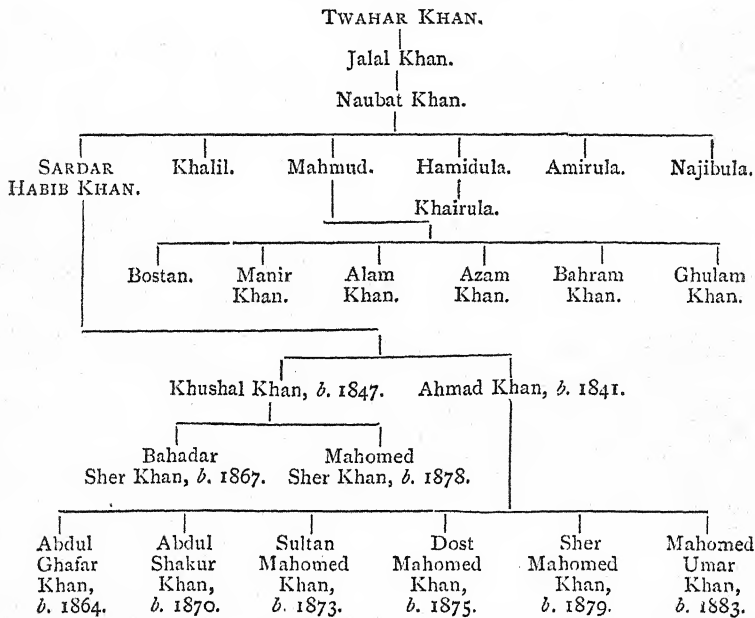 TWAHAR KHAN.
Jalal Khan.
Naubat Khan.
SARDAR HABIB KHAN.
Khalil.
Mahmud.
Hamidula.
Amirula.
Najibula.
Khairula.
Bostan.
Manir
Khan.
Alam
Khan.
Azam
Khan.
Bahram
Khan.
Ghulam
Khan.
Khushal Khan, b. 1847.
Ahmad Khan, b. 1841.
Bahadar
Sher Khan, b. 1867.
Mahomed
Sher Khan, b. 1878.
Abdul
Ghafar
Khan,
b. 1864.
Abdul
Shakur
Khan,
b. 1870.
Sultan
Mahomed
Khan,
b. 1873.
Dost
Mahomed
Khan,
b. 1875.
Sher
Mahomed
Khan,
b. 1879.
Mahomed
Umar
Khan,
b. 1883.